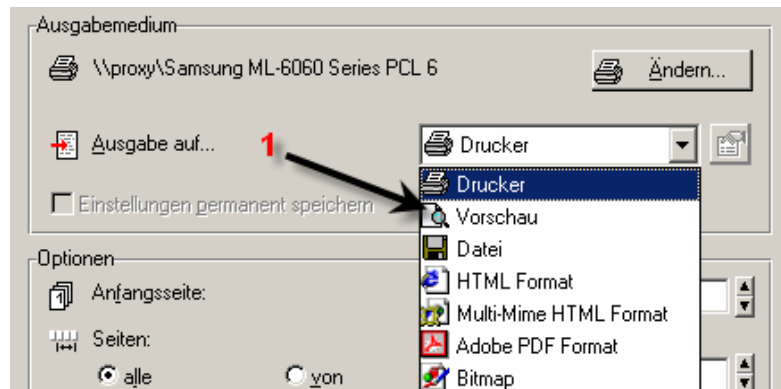 Ausgabemedium
\\proxy\Samsung ML-6060 Series PCL 6
Ändern...
Ausgabe auf...
1
Drucker
Drucker
Einstellungen permanent speichern
Vorschau
Datei
Optionen
HTML Format
Anfangsseite:
Multi-Mime HTML Format
Seiten:
Adobe PDF Format
alle
von
Bitmap